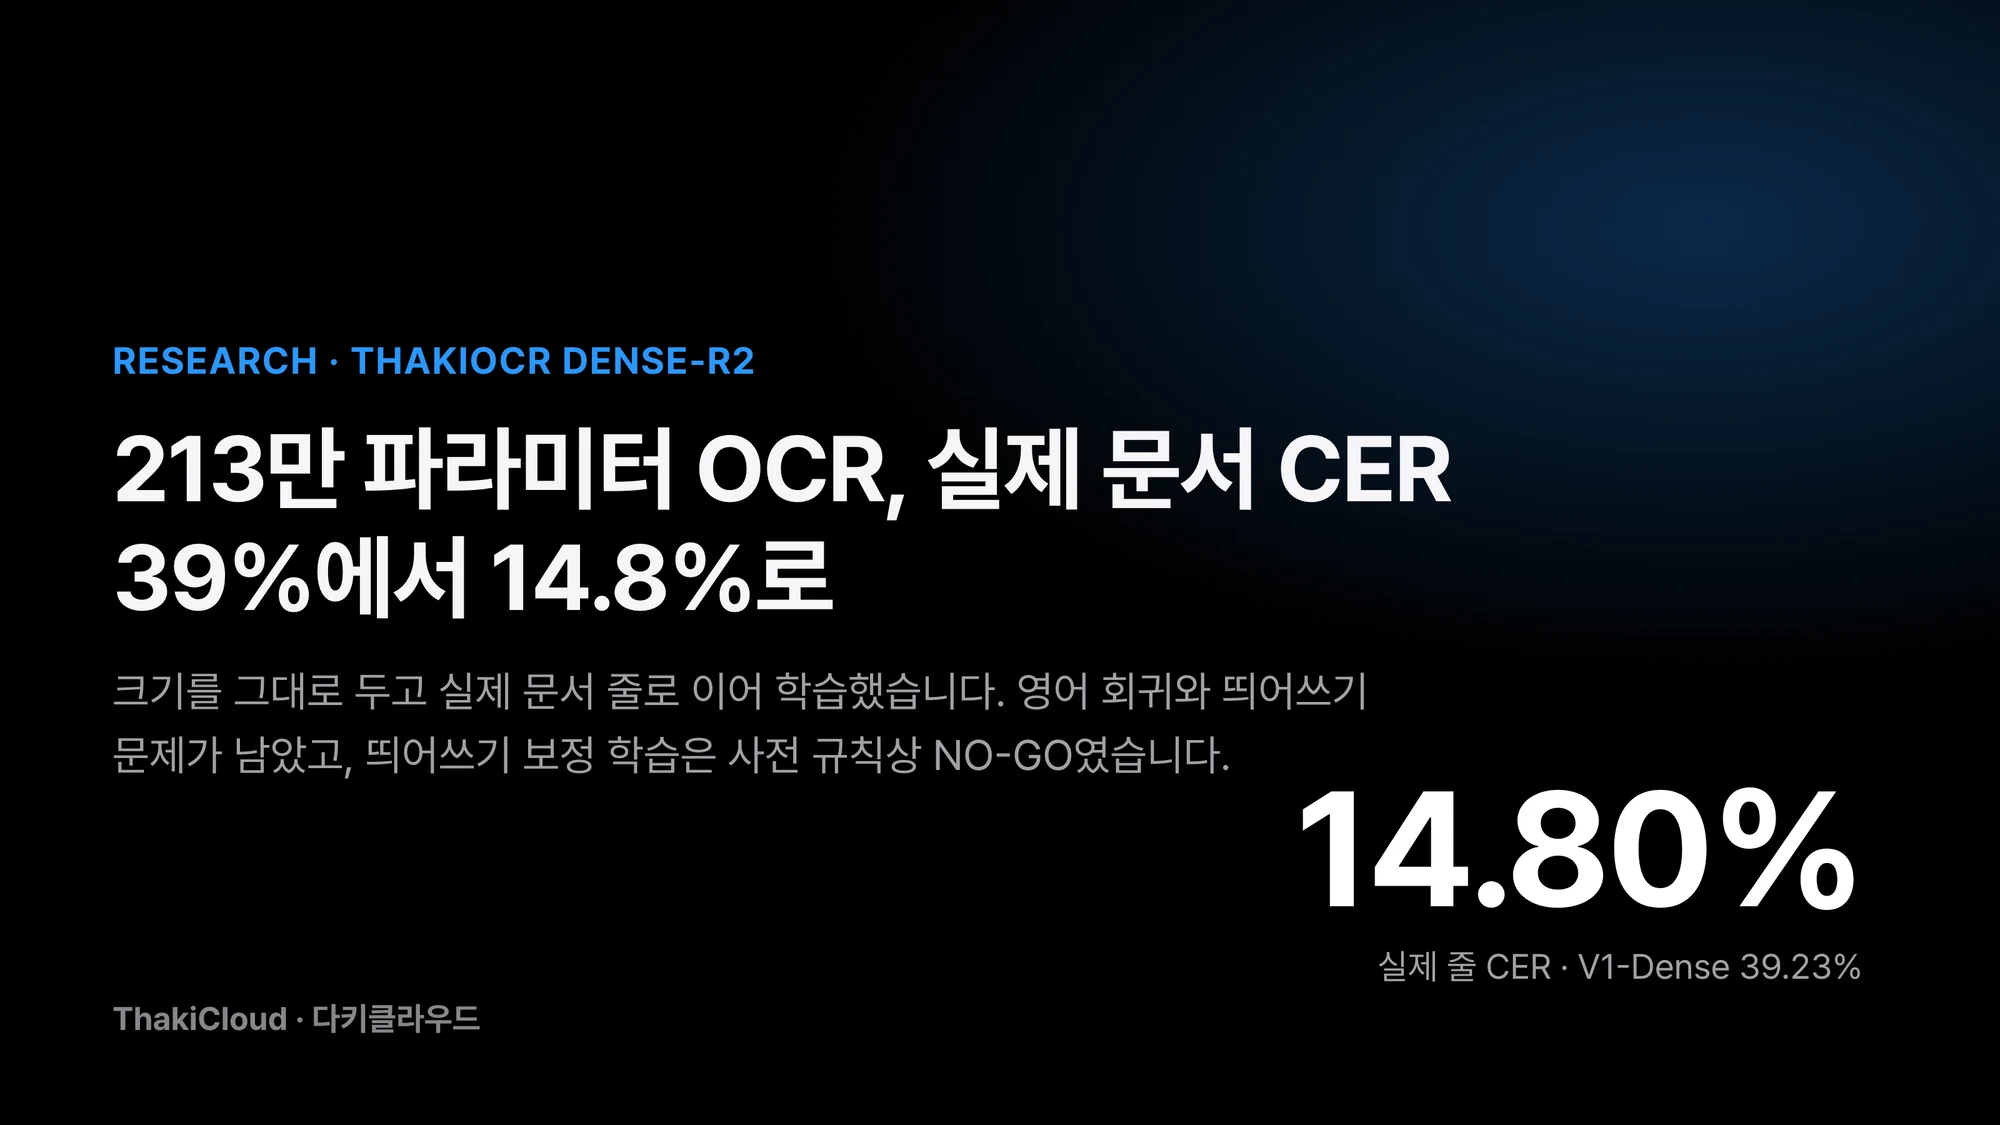 RESEARCH · THAKIOCR DENSE-R2
213만 파라미터 OCR, 실제 문서 CER
39%에서 14.8%로
크기를 그대로 두고 실제 문서 줄로 이어 학습했습니다. 영어 회귀와 띄어쓰기
문제가 남았고, 띄어쓰기 보정 학습은 사전 규칙상 NO-GO였습니다.
14.80%
실제 줄 CER · V1-Dense 39.23%
ThakiCloud · 다키클라우드